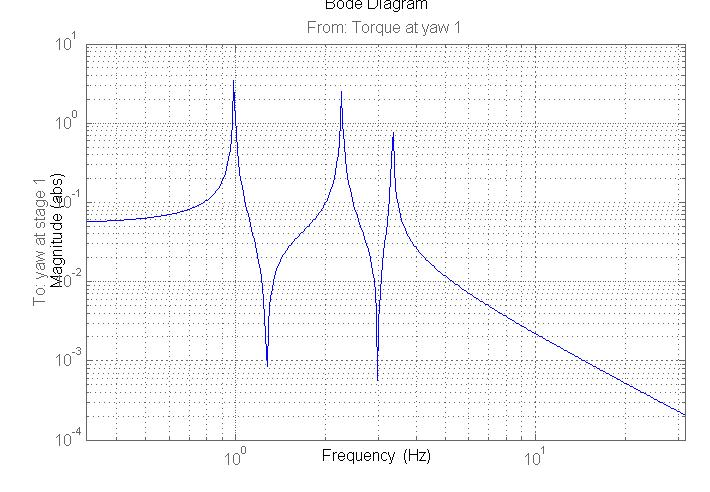 Bode Diagram
From: Torque at yaw 1
10^1
10^0
10^-1
10^-2
10^-3
10^-4
To: yaw at stage 1
Magnitude (abs)
10^0
10^1
Frequency (Hz)